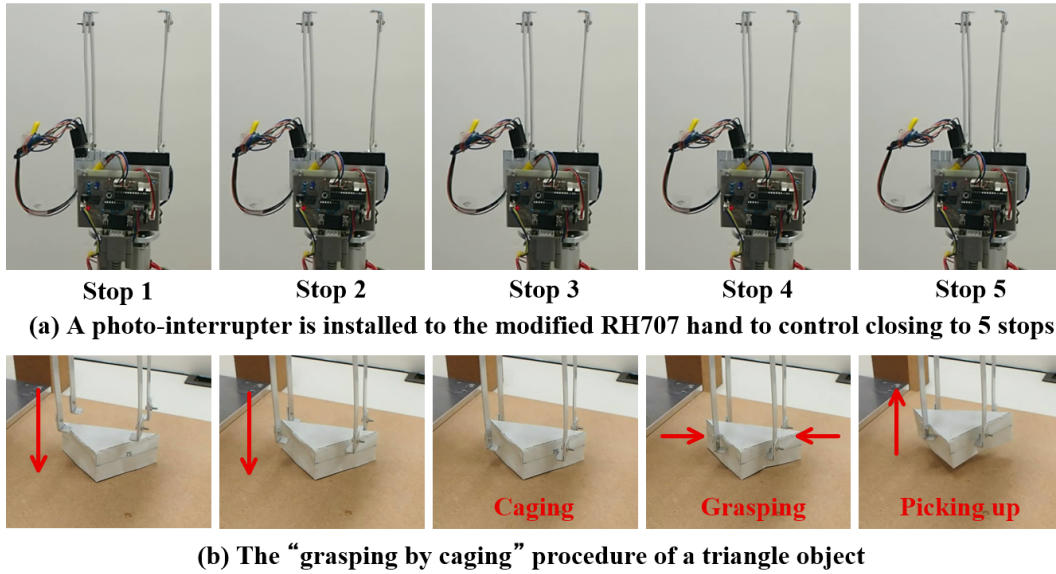 Stop 1 Stop 2 Stop 3 Stop 4 Stop 5
(a) A photo-interrupter is installed to the modified RH707 hand to control closing to 5 stops
Caging Grasping Picking up
(b) The “grasping by caging” procedure of a triangle object